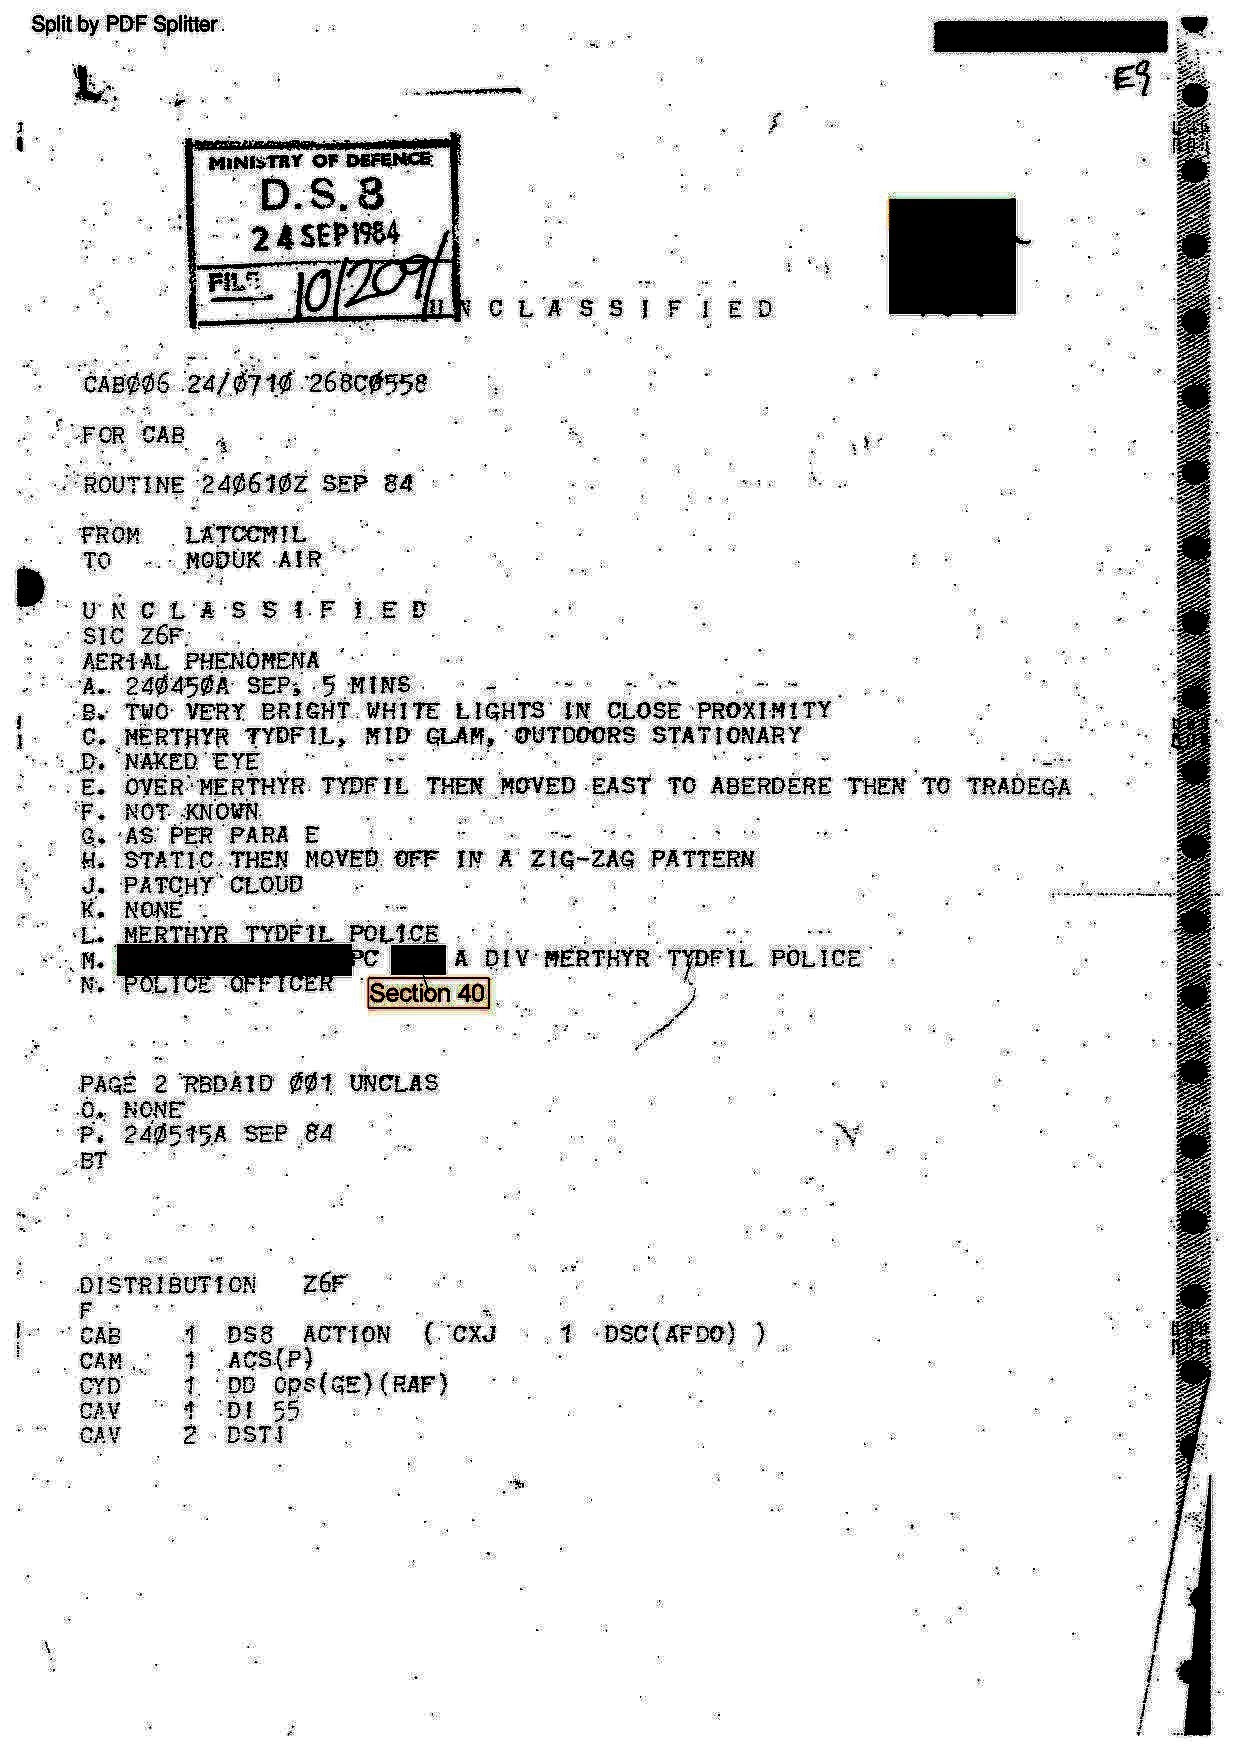 Split by PDF Splitter
E9
L
MINISTRY OF DEFENCE
D.S.8
24 SEP 1984
FILE 10/209/
U N C L A S S I F I E D
CABØØ6 24/Ø71Ø 268CØ558
FOR CAB
ROUTINE 24Ø61ØZ SEP 84
FROM LATCCMIL
TO MODUK AIR
U N C L A S S I F I E D
SIC Z6F
AERIAL PHENOMENA
A. 24Ø45ØA SEP, 5 MINS
B. TWO VERY BRIGHT WHITE LIGHTS IN CLOSE PROXIMITY
C. MERTHYR TYDFIL, MID GLAM, OUTDOORS STATIONARY
D. NAKED EYE
E. OVER MERTHYR TYDFIL THEN MOVED EAST TO ABERDERE THEN TO TRADEGA
F. NOT KNOWN
G. AS PER PARA E
H. STATIC THEN MOVED OFF IN A ZIG-ZAG PATTERN
J. PATCHY CLOUD
K. NONE
L. MERTHYR TYDFIL POLICE
M. PC A DIV MERTHYR TYDFIL POLICE
N. POLICE OFFICER
Section 40
PAGE 2 RBDAID ØØ1 UNCLAS
O. NONE
P. 24Ø515A SEP 84
BT
DISTRIBUTION Z6F
F
CAB 1 DS8 ACTION ( CXJ 1 DSC(AFDO) )
CAM 1 ACS(P)
CYD 1 DD Ops(GE)(RAF)
CAV 1 DI 55
CAV 2 DSTI